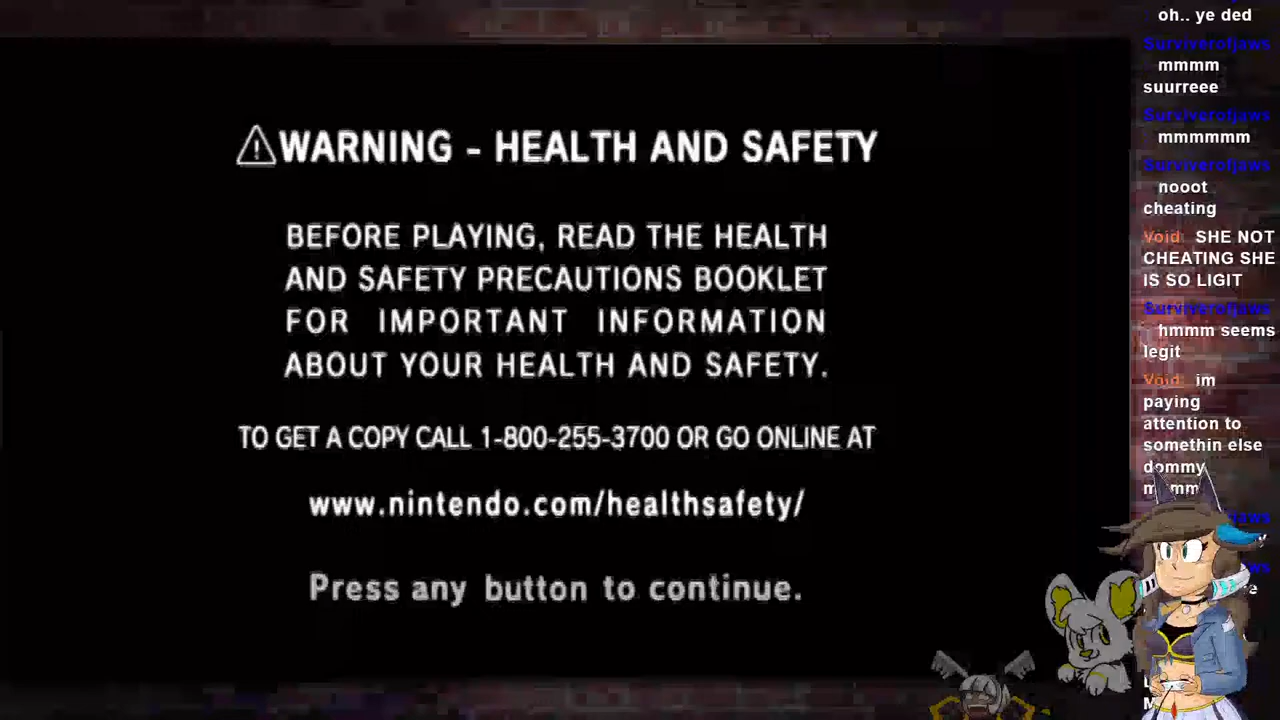 ⚠WARNING - HEALTH AND SAFETY
BEFORE PLAYING, READ THE HEALTH
AND SAFETY PRECAUTIONS BOOKLET
FOR IMPORTANT INFORMATION
ABOUT YOUR HEALTH AND SAFETY.
TO GET A COPY CALL 1-800-255-3700 OR GO ONLINE AT
www.nintendo.com/healthsafety/
Press any button to continue.
oh.. ye ded
Surviverofjaws
mmmm
suurreee
Surviverofjaws
mmmmmm
Surviverofjaws
nooot
cheating
Void SHE NOT
CHEATING SHE
IS SO LIGIT
Surviverofjaws
hmmm seems
legit
Void im
paying
attention to
somethin else
dommy